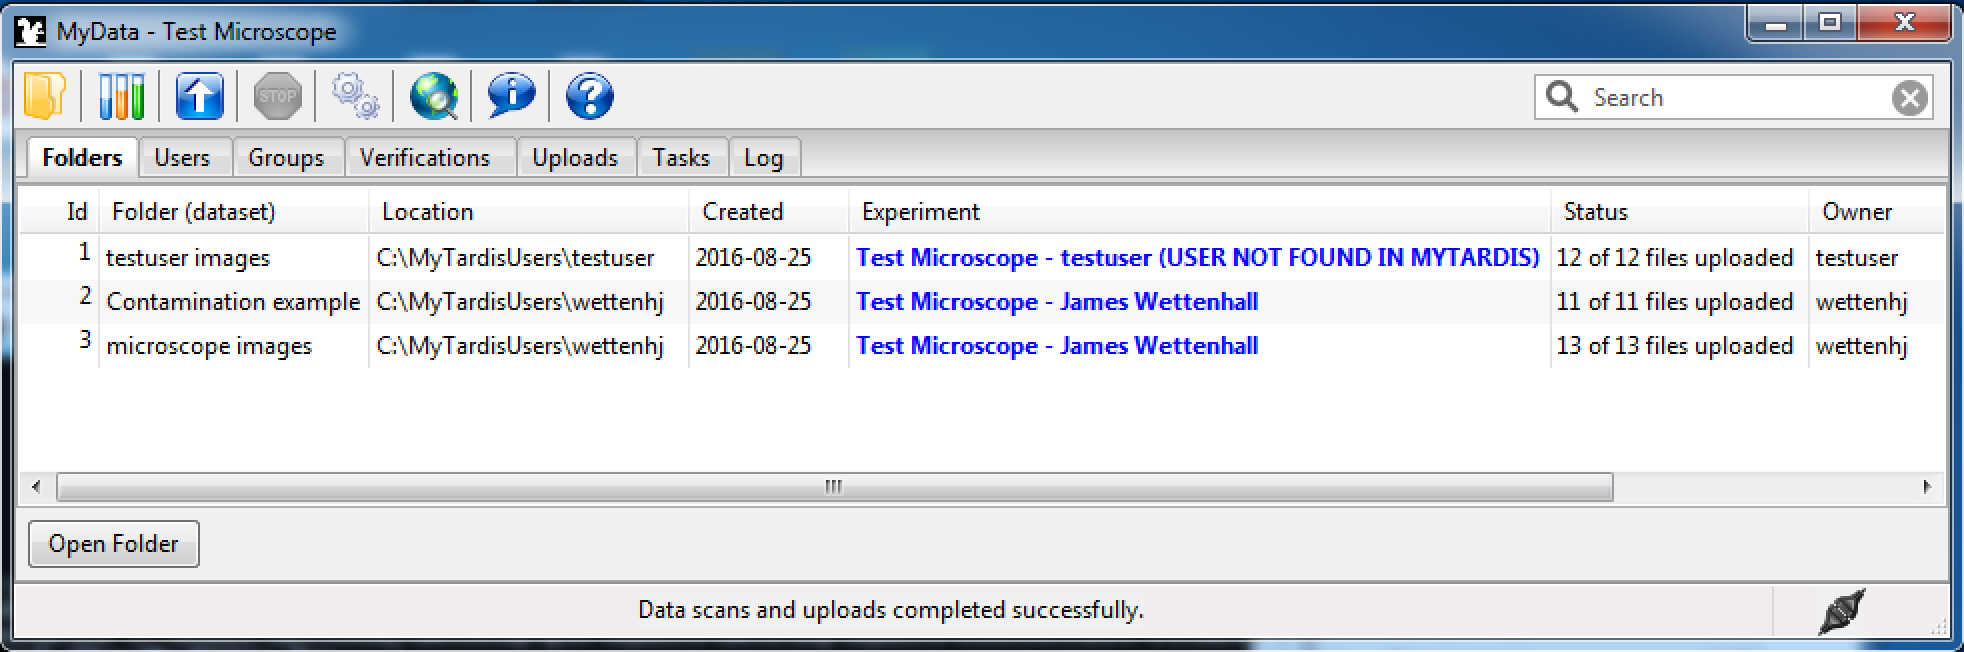 MyData - Test Microscope
STOP
Search
Folders Users Groups Verifications Uploads Tasks Log
Id Folder (dataset) Location Created Experiment Status Owner
1 testuser images C:\MyTardisUsers\testuser 2016-08-25 Test Microscope - testuser (USER NOT FOUND IN MYTARDIS) 12 of 12 files uploaded testuser
2 Contamination example C:\MyTardisUsers\wettenhj 2016-08-25 Test Microscope - James Wettenhall 11 of 11 files uploaded wettenhj
3 microscope images C:\MyTardisUsers\wettenhj 2016-08-25 Test Microscope - James Wettenhall 13 of 13 files uploaded wettenhj
Open Folder
Data scans and uploads completed successfully.